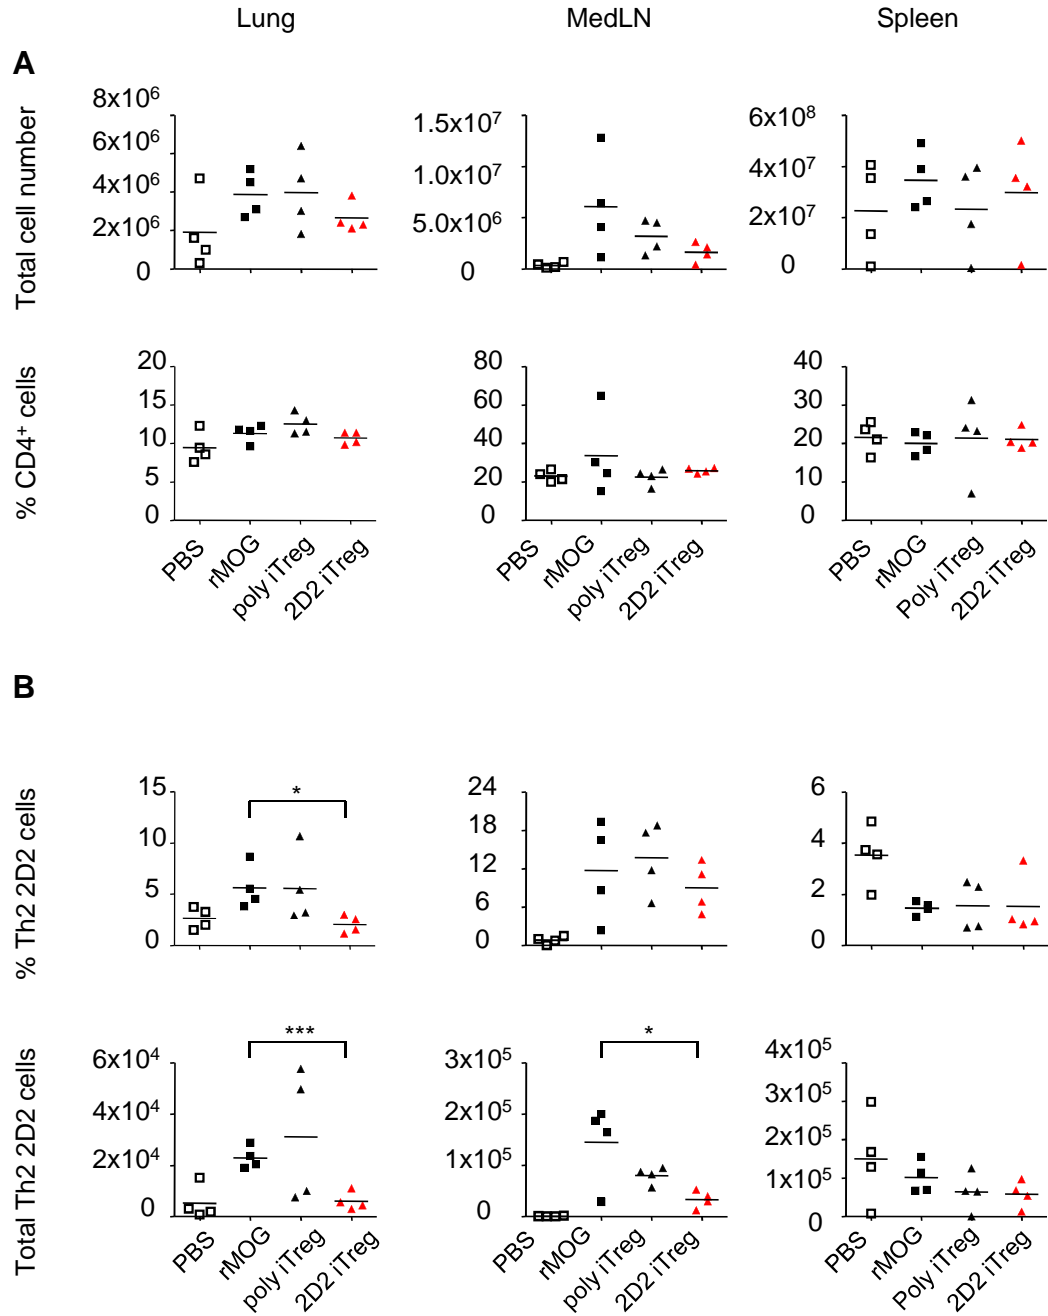 Lung MedLN Spleen
A
Total cell number
8x10⁶
6x10⁶
4x10⁶
2x10⁶
0
1.5x10⁷
1.0x10⁷
5.0x10⁶
0
6x10⁸
4x10⁷
2x10⁷
0
% CD4⁺ cells
20
15
10
5
0
80
60
40
20
0
40
30
20
10
0
PBS rMOG poly iTreg 2D2 iTreg
PBS rMOG poly iTreg 2D2 iTreg
PBS rMOG Poly iTreg 2D2 iTreg
B
% Th2 2D2 cells
15
10
5
0
*
24
18
12
6
0
6
4
2
0
Total Th2 2D2 cells
6x10⁴
4x10⁴
2x10⁴
0
***
3x10⁵
2x10⁵
1x10⁵
0
*
4x10⁵
3x10⁵
2x10⁵
1x10⁵
0
PBS rMOG poly iTreg 2D2 iTreg
PBS rMOG poly iTreg 2D2 iTreg
PBS rMOG Poly iTreg 2D2 iTreg